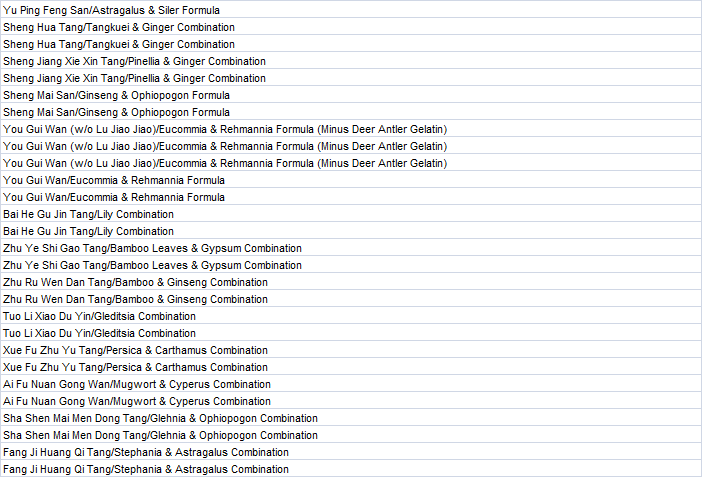 Yu Ping Feng San/Astragalus & Siler Formula
Sheng Hua Tang/Tangkuei & Ginger Combination
Sheng Hua Tang/Tangkuei & Ginger Combination
Sheng Jiang Xie Xin Tang/Pinellia & Ginger Combination
Sheng Jiang Xie Xin Tang/Pinellia & Ginger Combination
Sheng Mai San/Ginseng & Ophiopogon Formula
Sheng Mai San/Ginseng & Ophiopogon Formula
You Gui Wan (w/o Lu Jiao Jiao)/Eucommia & Rehmannia Formula (Minus Deer Antler Gelatin)
You Gui Wan (w/o Lu Jiao Jiao)/Eucommia & Rehmannia Formula (Minus Deer Antler Gelatin)
You Gui Wan (w/o Lu Jiao Jiao)/Eucommia & Rehmannia Formula (Minus Deer Antler Gelatin)
You Gui Wan/Eucommia & Rehmannia Formula
You Gui Wan/Eucommia & Rehmannia Formula
Bai He Gu Jin Tang/Lily Combination
Bai He Gu Jin Tang/Lily Combination
Zhu Ye Shi Gao Tang/Bamboo Leaves & Gypsum Combination
Zhu Ye Shi Gao Tang/Bamboo Leaves & Gypsum Combination
Zhu Ru Wen Dan Tang/Bamboo & Ginseng Combination
Zhu Ru Wen Dan Tang/Bamboo & Ginseng Combination
Tuo Li Xiao Du Yin/Gleditsia Combination
Tuo Li Xiao Du Yin/Gleditsia Combination
Xue Fu Zhu Yu Tang/Persica & Carthamus Combination
Xue Fu Zhu Yu Tang/Persica & Carthamus Combination
Ai Fu Nuan Gong Wan/Mugwort & Cyperus Combination
Ai Fu Nuan Gong Wan/Mugwort & Cyperus Combination
Sha Shen Mai Men Dong Tang/Glehnia & Ophiopogon Combination
Sha Shen Mai Men Dong Tang/Glehnia & Ophiopogon Combination
Fang Ji Huang Qi Tang/Stephania & Astragalus Combination
Fang Ji Huang Qi Tang/Stephania & Astragalus Combination